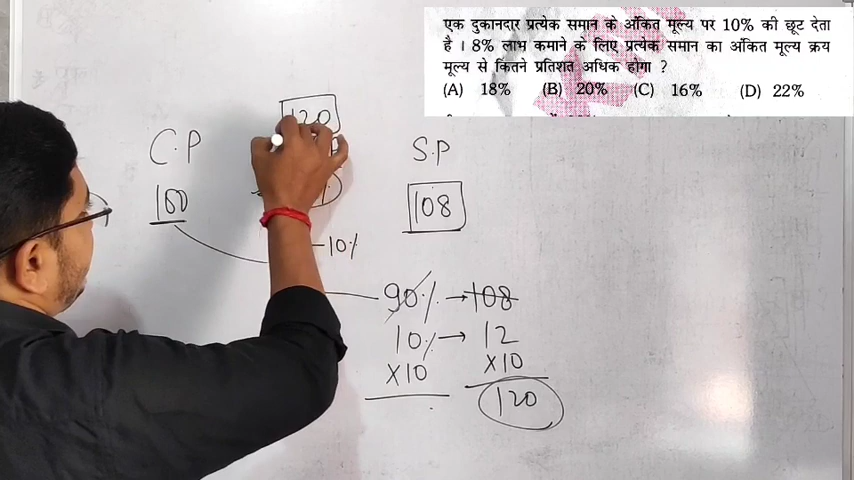 एक दुकानदार प्रत्येक समान के अंकित मूल्य पर 10% की छूट देता
है । 8% लाभ कमाने के लिए प्रत्येक समान का अंकित मूल्य क्रय
मूल्य से कितने प्रतिशत अधिक होगा ?
(A) 18% (B) 20% (C) 16% (D) 22%
120
C.P S.P
100 108
-10%
90% → 108
10% → 12
×10 ×10
120